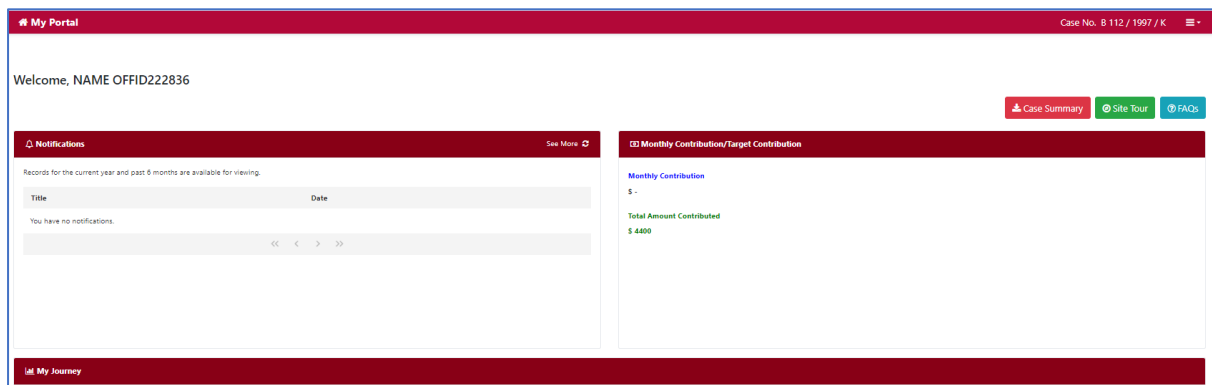 My Portal
Case No. B 112 / 1997 / K
Welcome, NAME OFFID222836
Case Summary
Site Tour
FAQs
Notifications
See More
Records for the current year and past 6 months are available for viewing.
Title Date
You have no notifications.
<< < > >>
Monthly Contribution/Target Contribution
Monthly Contribution
$ -
Total Amount Contributed
$ 4400
My Journey